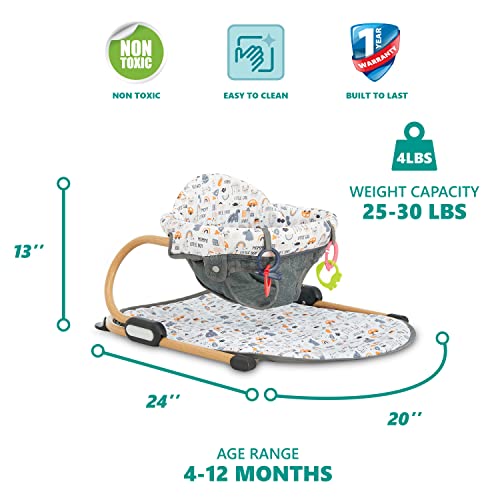 NON
TOXIC
1 YEAR
WARRANTY
NON TOXIC
EASY TO CLEAN
BUILT TO LAST
4LBS
WEIGHT CAPACITY
25-30 LBS
13''
24''
20''
AGE RANGE
4-12 MONTHS